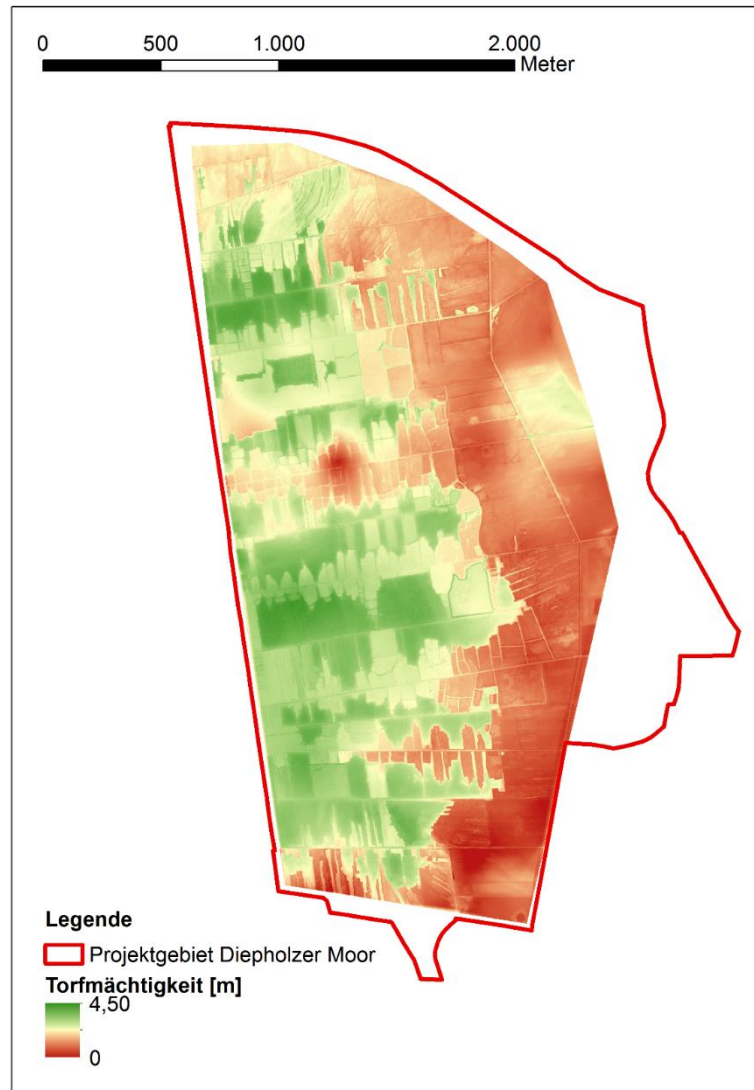 0 500 1.000 2.000
Meter
Legende
Projektgebiet Diepholzer Moor
Torfmächtigkeit [m]
4,50
0